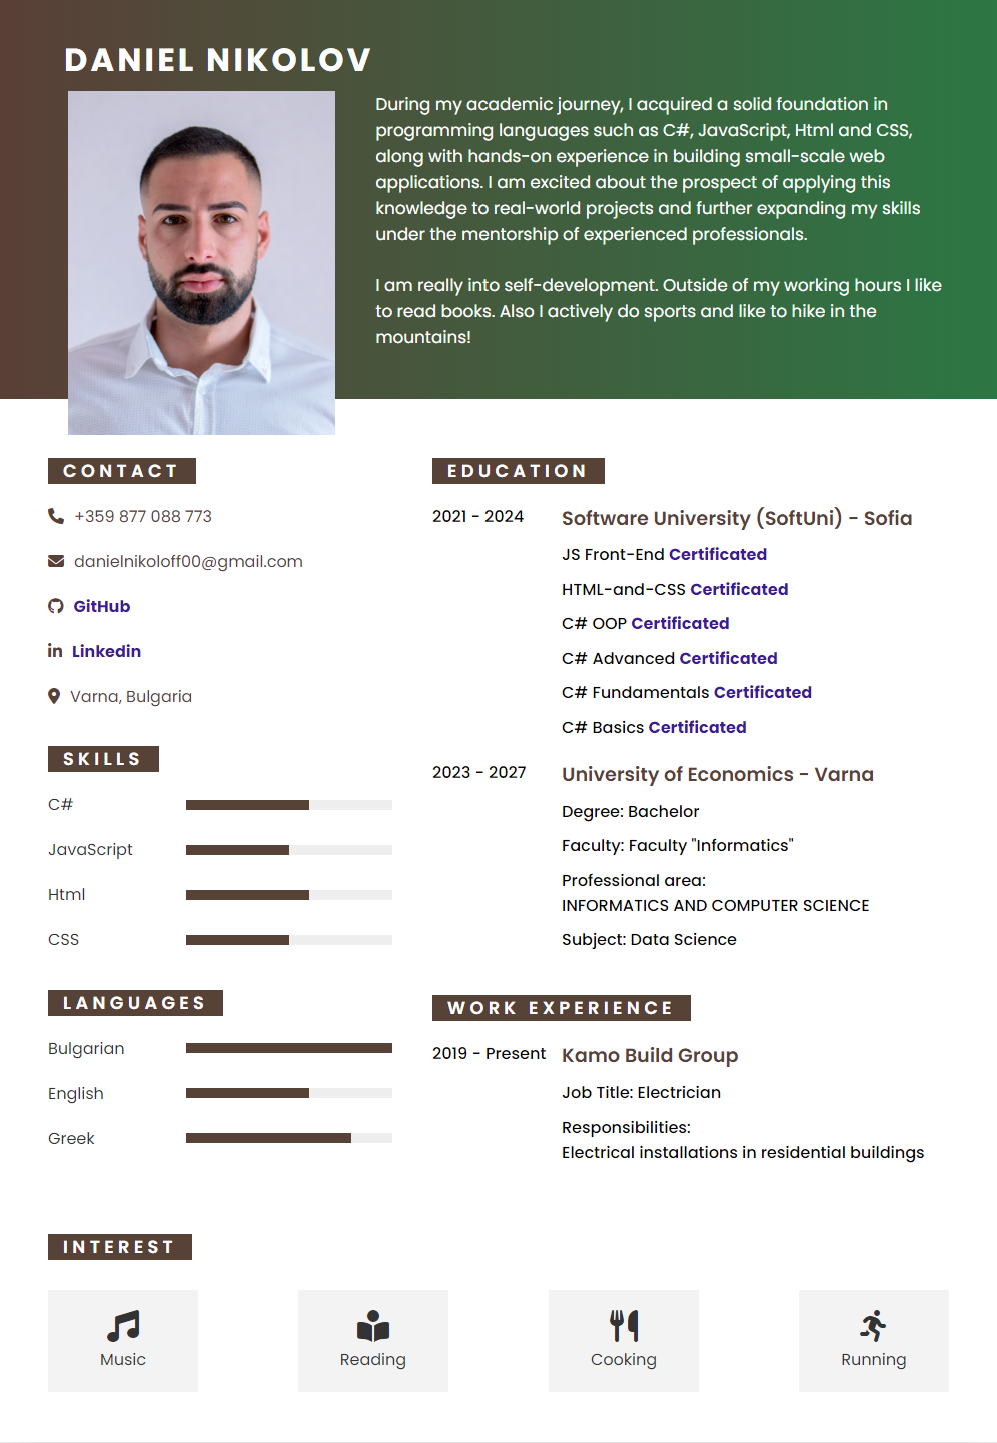 DANIEL NIKOLOV
During my academic journey, I acquired a solid foundation in
programming languages such as C#, JavaScript, Html and CSS,
along with hands-on experience in building small-scale web
applications. I am excited about the prospect of applying this
knowledge to real-world projects and further expanding my skills
under the mentorship of experienced professionals.
I am really into self-development. Outside of my working hours I like
to read books. Also I actively do sports and like to hike in the
mountains!
CONTACT
+359 877 088 773
danielnikoloff00@gmail.com
GitHub
Linkedin
Varna, Bulgaria
SKILLS
C#
JavaScript
Html
CSS
LANGUAGES
Bulgarian
English
Greek
EDUCATION
2021 - 2024 Software University (SoftUni) - Sofia
JS Front-End Certificated
HTML-and-CSS Certificated
C# OOP Certificated
C# Advanced Certificated
C# Fundamentals Certificated
C# Basics Certificated
2023 - 2027 University of Economics - Varna
Degree: Bachelor
Faculty: Faculty "Informatics"
Professional area:
INFORMATICS AND COMPUTER SCIENCE
Subject: Data Science
WORK EXPERIENCE
2019 - Present Kamo Build Group
Job Title: Electrician
Responsibilities:
Electrical installations in residential buildings
INTEREST
Music
Reading
Cooking
Running